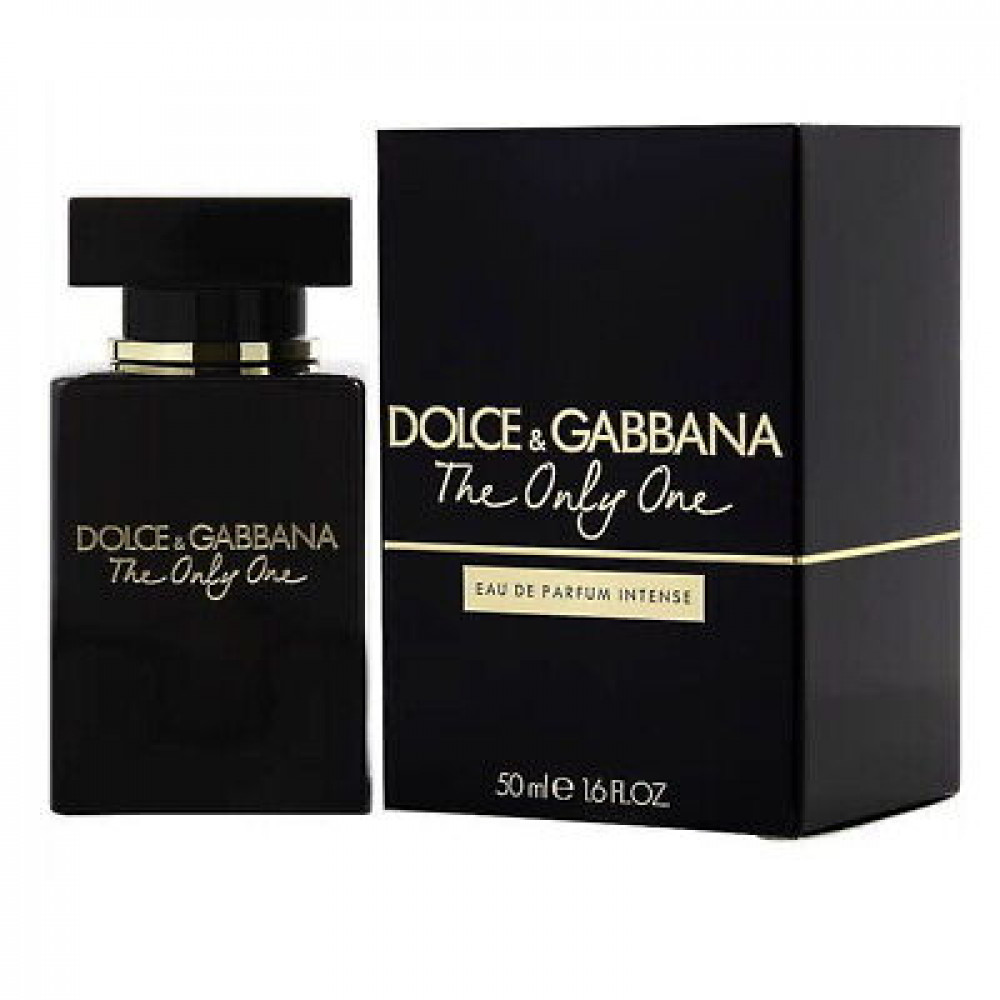 DOLCE & GABBANA
The Only One
DOLCE & GABBANA
The Only One
EAU DE PARFUM INTENSE
50 ml e 1.6 FL.OZ.